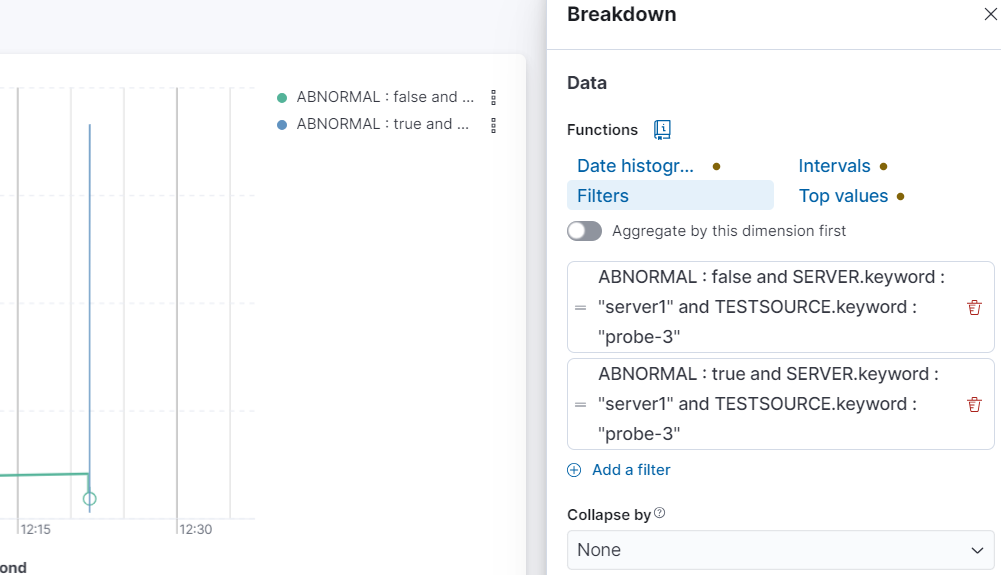 Breakdown
Data
ABNORMAL : false and ...
ABNORMAL : true and ...
Functions
Date histogr...
Intervals
Filters
Top values
Aggregate by this dimension first
ABNORMAL : false and SERVER.keyword :
"server1" and TESTSOURCE.keyword :
"probe-3"
ABNORMAL : true and SERVER.keyword :
"server1" and TESTSOURCE.keyword :
"probe-3"
Add a filter
Collapse by
None
12:15
12:30
ond